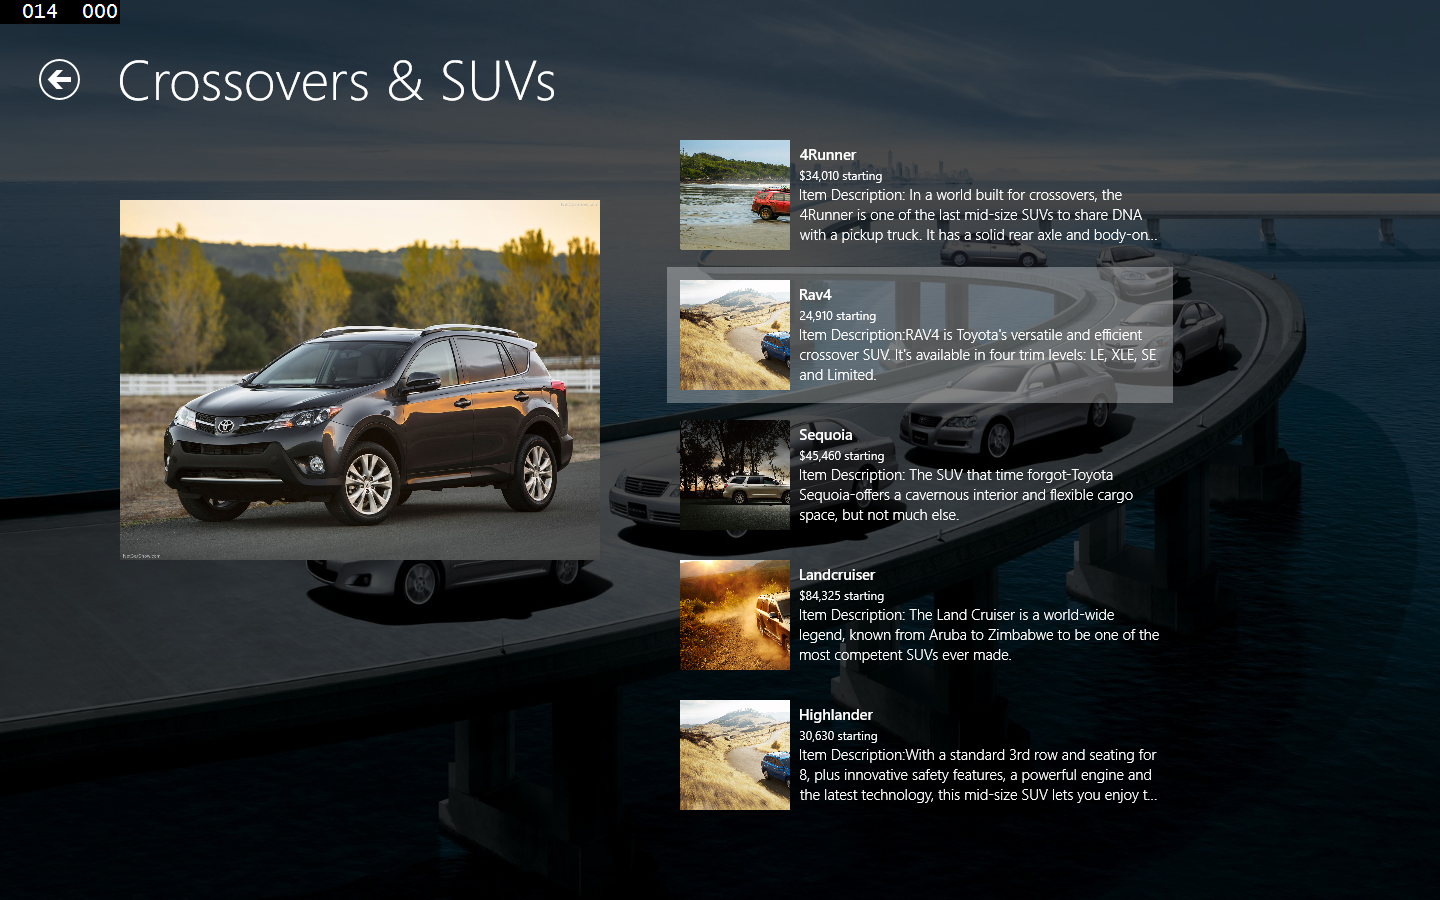 014 000
Crossovers & SUVs
4Runner
$34,010 starting
Item Description: In a world built for crossovers, the
4Runner is one of the last mid-size SUVs to share DNA
with a pickup truck. It has a solid rear axle and body-on...
Rav4
24,910 starting
Item Description:RAV4 is Toyota's versatile and efficient
crossover SUV. It's available in four trim levels: LE, XLE, SE
and Limited.
Sequoia
$45,460 starting
Item Description: The SUV that time forgot-Toyota
Sequoia-offers a cavernous interior and flexible cargo
space, but not much else.
Landcruiser
$84,325 starting
Item Description: The Land Cruiser is a world-wide
legend, known from Aruba to Zimbabwe to be one of the
most competent SUVs ever made.
Highlander
30,630 starting
Item Description:With a standard 3rd row and seating for
8, plus innovative safety features, a powerful engine and
the latest technology, this mid-size SUV lets you enjoy t...
NetCarShow.com